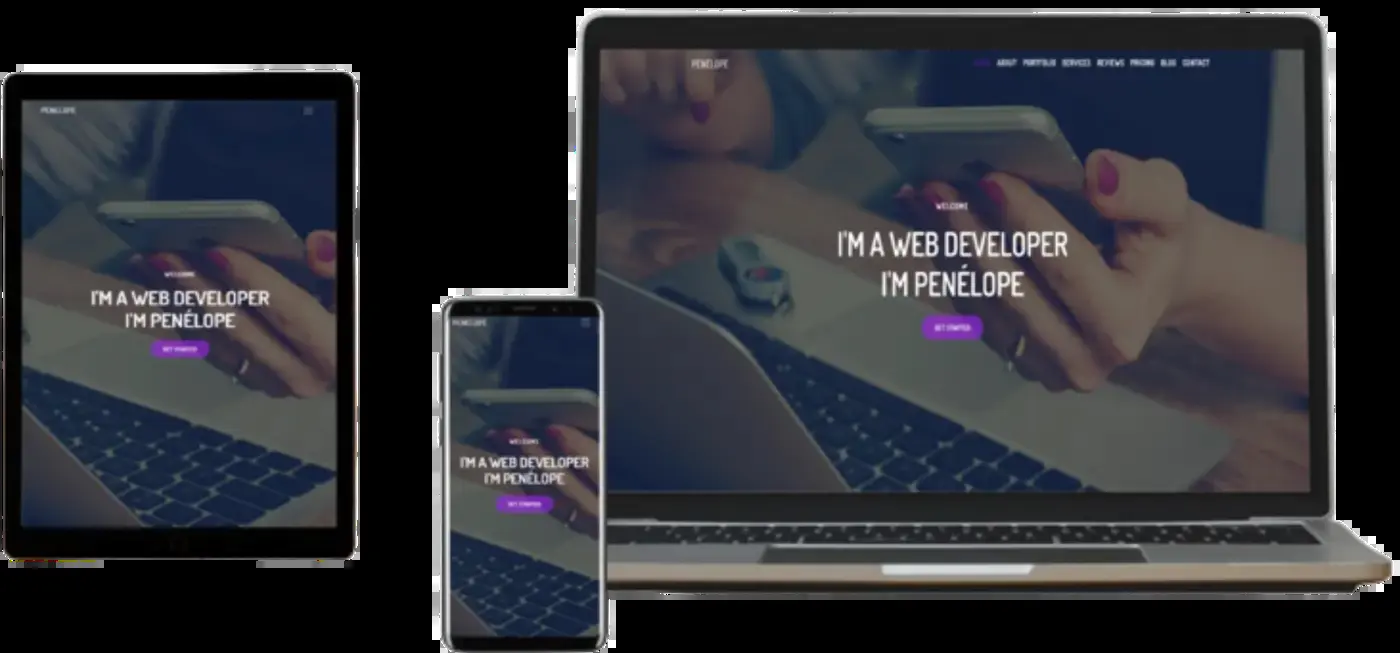 PENÉLOPE
WELCOME
I'M A WEB DEVELOPER
I'M PENÉLOPE
GET STARTED
PENÉLOPE
WELCOME
I'M A WEB DEVELOPER
I'M PENÉLOPE
GET STARTED
PENÉLOPE
ABOUT PORTFOLIO SERVICES REVIEWS PRICING BLOG CONTACT
WELCOME
I'M A WEB DEVELOPER
I'M PENÉLOPE
GET STARTED